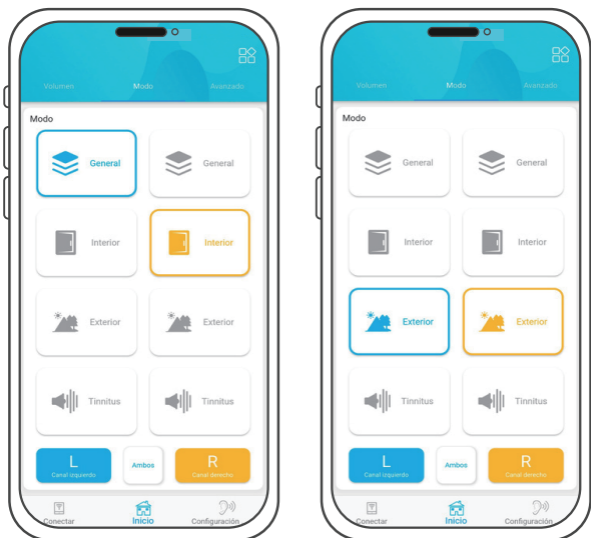 Volumen Modo Avanzado
Modo
General General
Interior Interior
Exterior Exterior
Tinnitus Tinnitus
L Ambos R
Canal izquierdo Canal derecho
Conectar Inicio Configuración
Volumen Modo Avanzado
Modo
General General
Interior Interior
Exterior Exterior
Tinnitus Tinnitus
L Ambos R
Canal izquierdo Canal derecho
Conectar Inicio Configuración